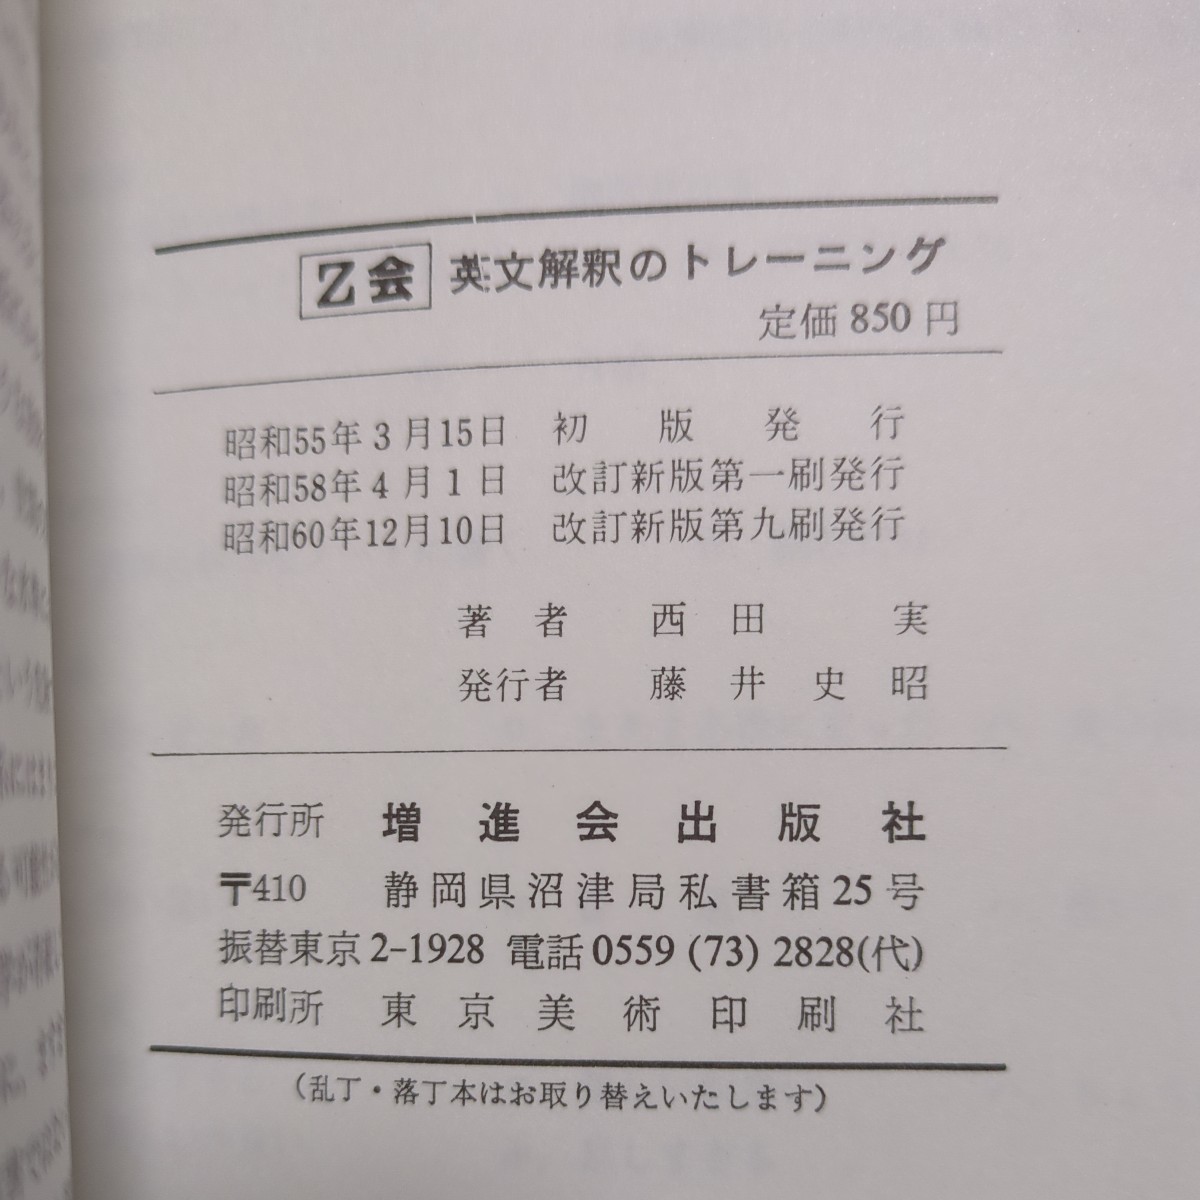 Z会 英文解釈のトレーニング
定価 850 円
昭和55年3月15日 初版発行
昭和58年4月1日 改訂新版第一刷発行
昭和60年12月10日 改訂新版第九刷発行
著者 西田 実
発行者 藤井史昭
発行所 増進会出版社
〒410 静岡県沼津局私書箱25号
振替東京2-1928 電話0559(73)2828(代)
印刷所 東京美術印刷社
(乱丁・落丁本はお取り替えいたします)